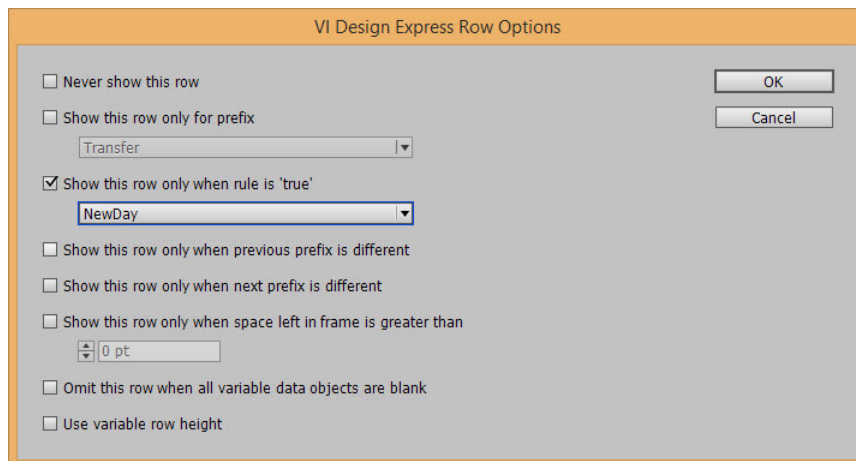 VI Design Express Row Options
Never show this row
OK
Show this row only for prefix
Cancel
Transfer
Show this row only when rule is 'true'
NewDay
Show this row only when previous prefix is different
Show this row only when next prefix is different
Show this row only when space left in frame is greater than
0 pt
Omit this row when all variable data objects are blank
Use variable row height